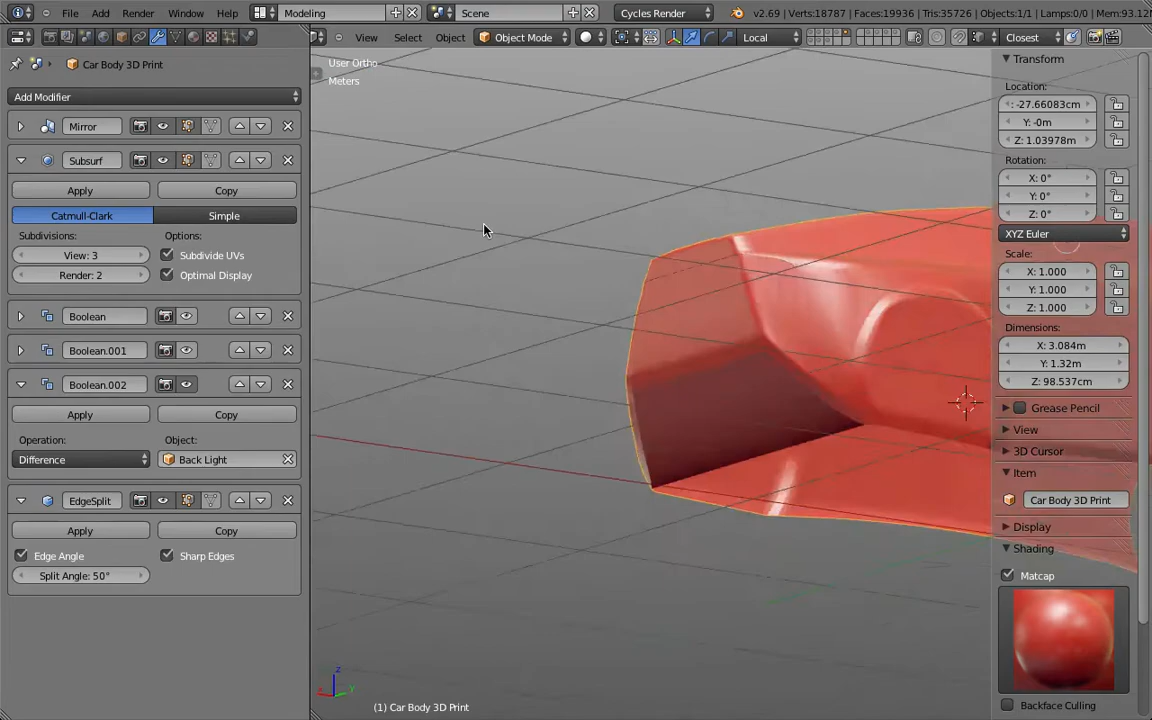 File Add Render Window Help Modeling Scene Cycles Render v2.69 | Verts:18787 | Faces:19936 | Tris:35726 | Objects:1/1 | Lamps:0/0 | Mem:93.12
View Select Object Object Mode Local Closest
Car Body 3D Print
Add Modifier
Mirror
Subsurf
Apply Copy
Catmull-Clark Simple
Subdivisions: Options:
View: 3 Subdivide UVs
Render: 2 Optimal Display
Boolean
Boolean.001
Boolean.002
Apply Copy
Operation: Object:
Difference Back Light
EdgeSplit
Apply Copy
Edge Angle Sharp Edges
Split Angle: 50°
User Ortho
Meters
(1) Car Body 3D Print
Transform
Location:
: -27.66083cm
Y: -0m
Z: 1.03978m
Rotation:
X: 0°
Y: 0°
Z: 0°
XYZ Euler
Scale:
X: 1.000
Y: 1.000
Z: 1.000
Dimensions:
X: 3.084m
Y: 1.32m
Z: 98.537cm
Grease Pencil
View
3D Cursor
Item
Car Body 3D Print
Display
Shading
Matcap
Backface Culling
z
y